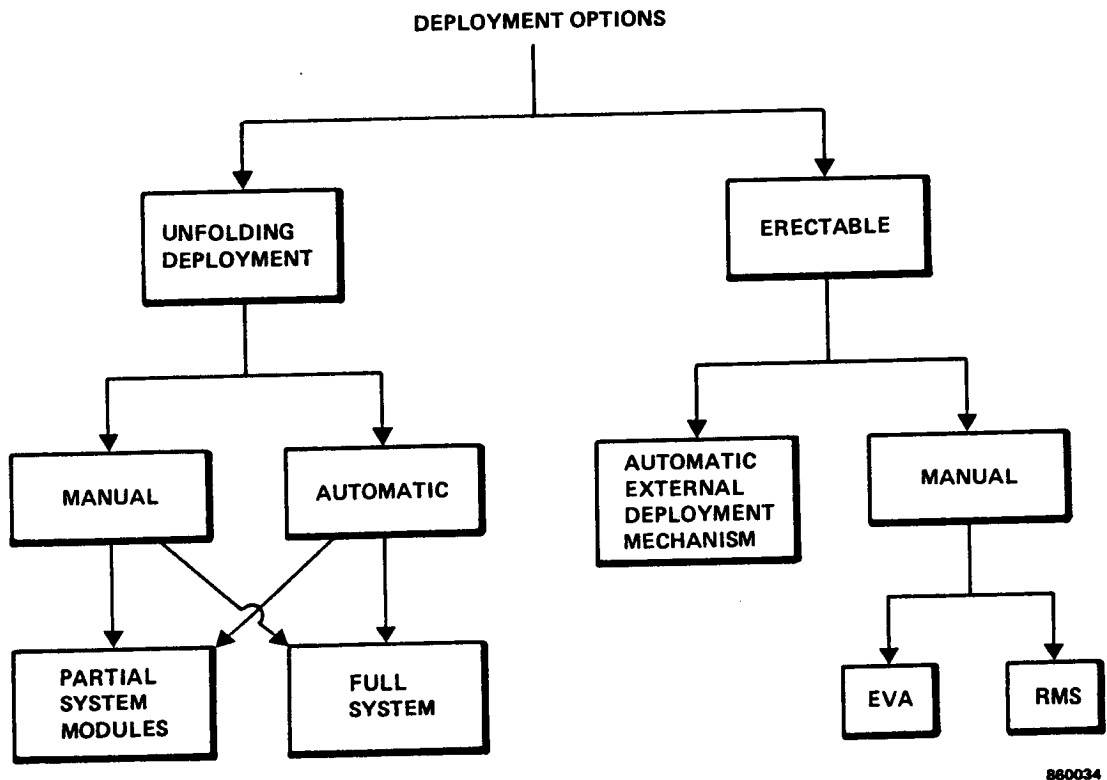 DEPLOYMENT OPTIONS
UNFOLDING
DEPLOYMENT
ERECTABLE
MANUAL
AUTOMATIC
AUTOMATIC
EXTERNAL
DEPLOYMENT
MECHANISM
MANUAL
PARTIAL
SYSTEM
MODULES
FULL
SYSTEM
EVA
RMS
860034